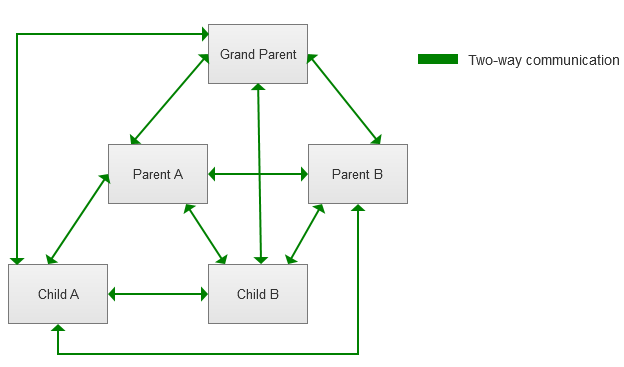 Grand Parent
Two-way communication
Parent A
Parent B
Child A
Child B